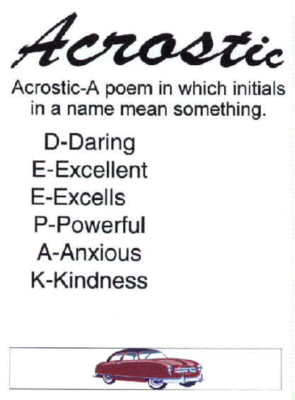 Acrostic
Acrostic-A poem in which initials
in a name mean something.
D-Daring
E-Excellent
E-Excells
P-Powerful
A-Anxious
K-Kindness